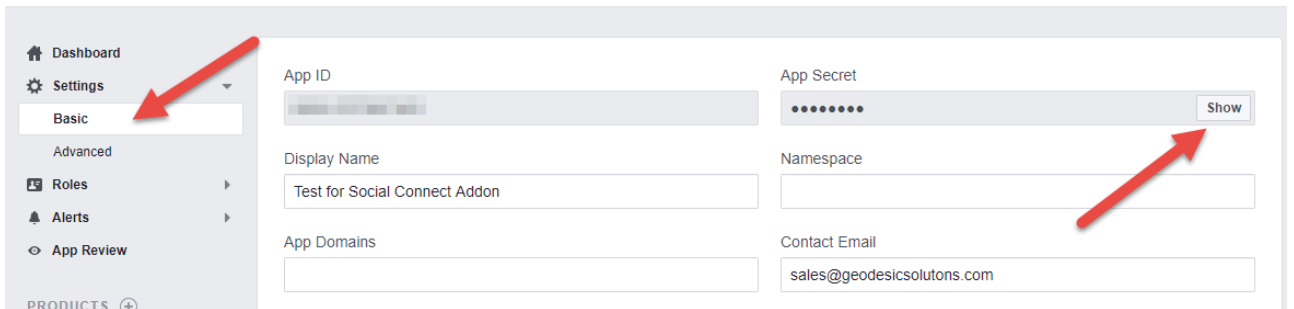 Dashboard
Settings
Basic
Advanced
Roles
Alerts
App Review
PRODUCTS
App ID
App Secret
●●●●●●●● Show
Display Name
Namespace
Test for Social Connect Addon
App Domains
Contact Email
sales@geodesicsolutons.com